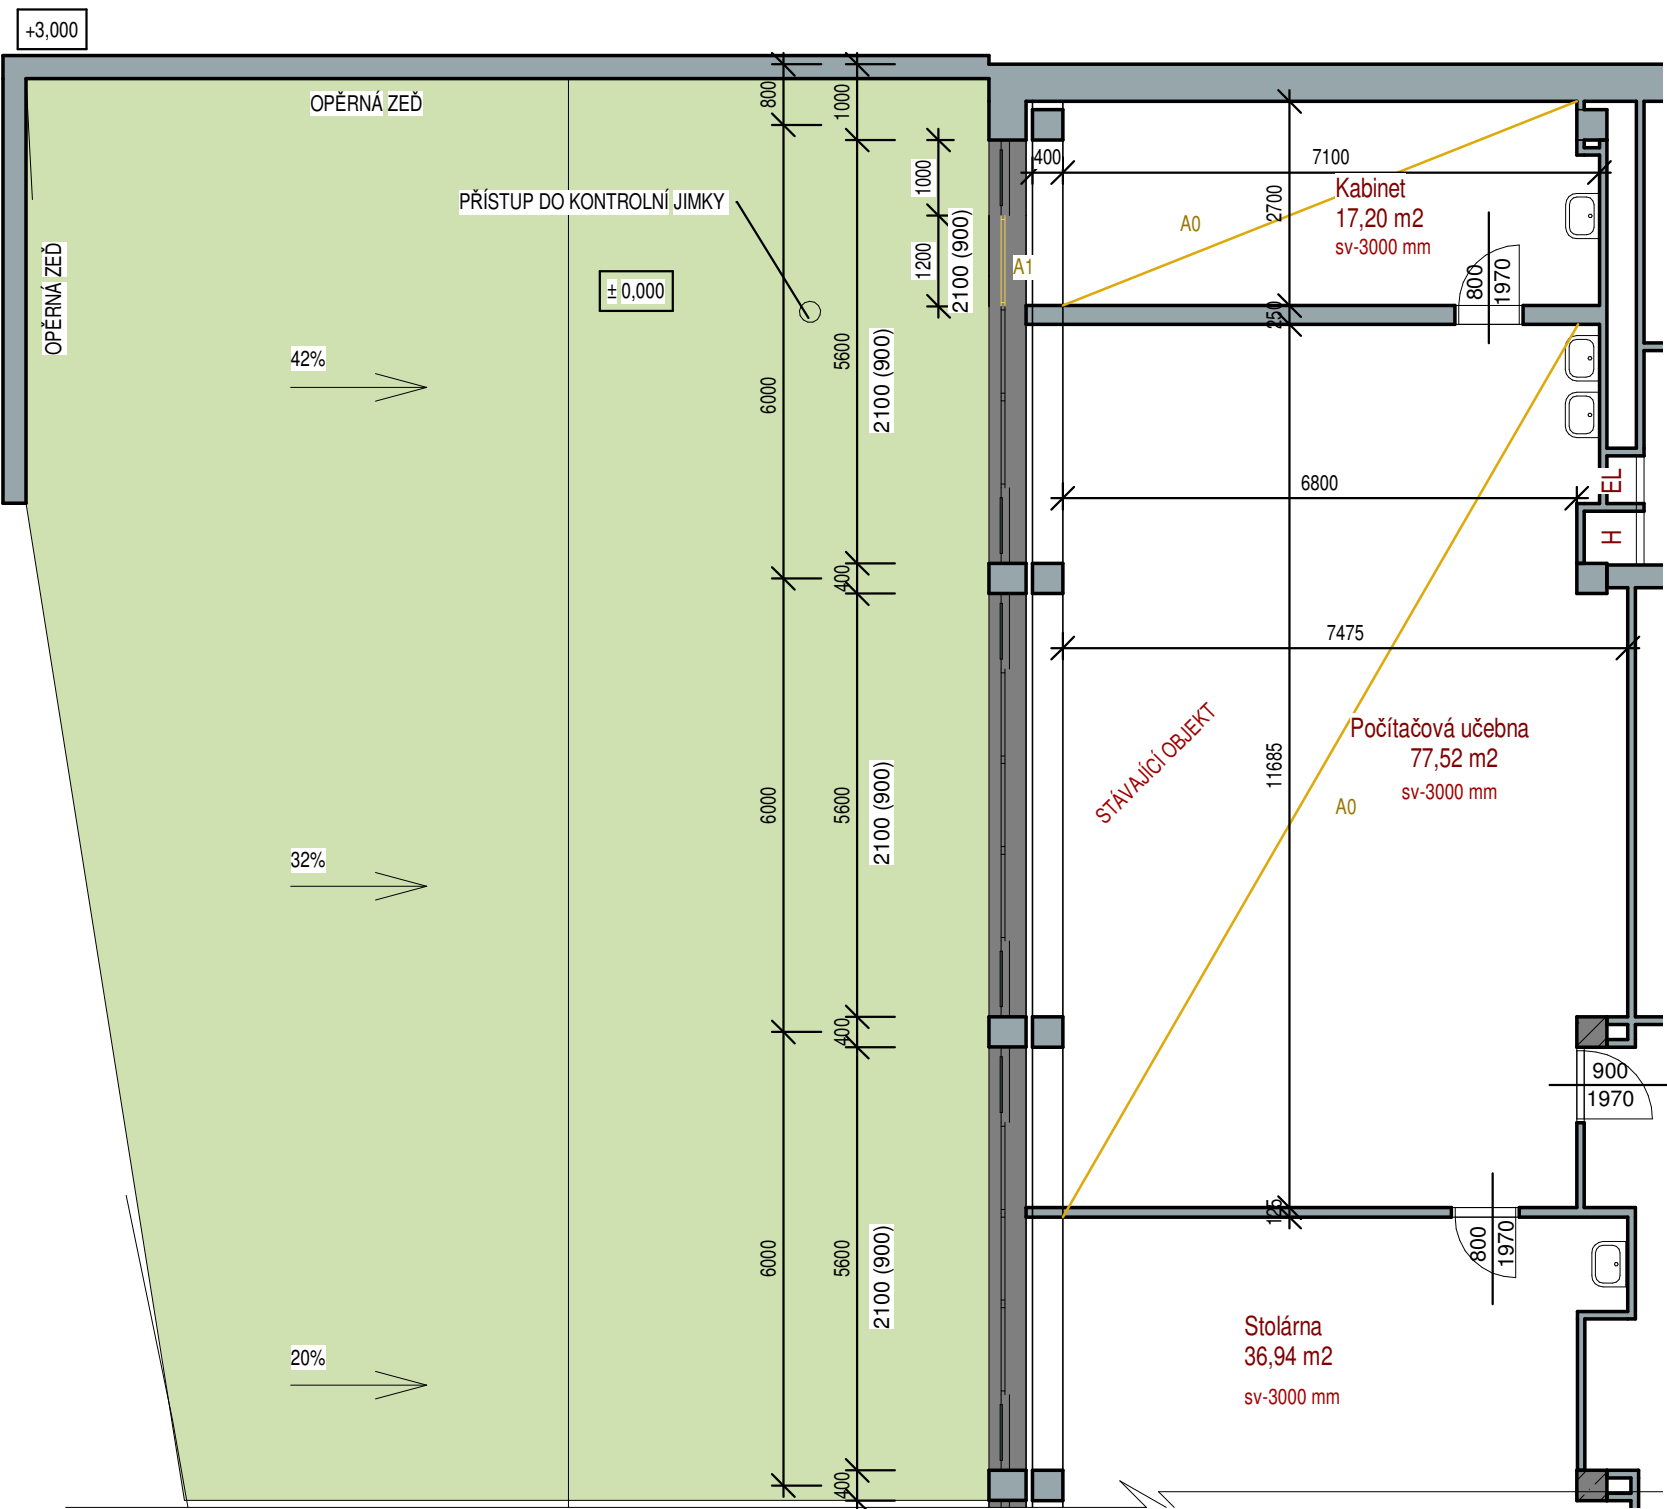 +3,000
OPĚRNÁ ZEĎ
OPĚRNÁ ZEĎ
PŘÍSTUP DO KONTROLNÍ JIMKY
± 0,000
42%
32%
20%
800
6000
6000
6000
1000
5600
400
5600
400
5600
400
2100 (900)
2100 (900)
2100 (900)
1000
1200
2100 (900)
A1
400
7100
2700
A0
Kabinet
17,20 m2
sv-3000 mm
800
1970
250
6800
EL
H
7475
STÁVAJÍCÍ OBJEKT
11685
Počítačová učebna
77,52 m2
sv-3000 mm
A0
900
1970
125
800
1970
Stolárna
36,94 m2
sv-3000 mm